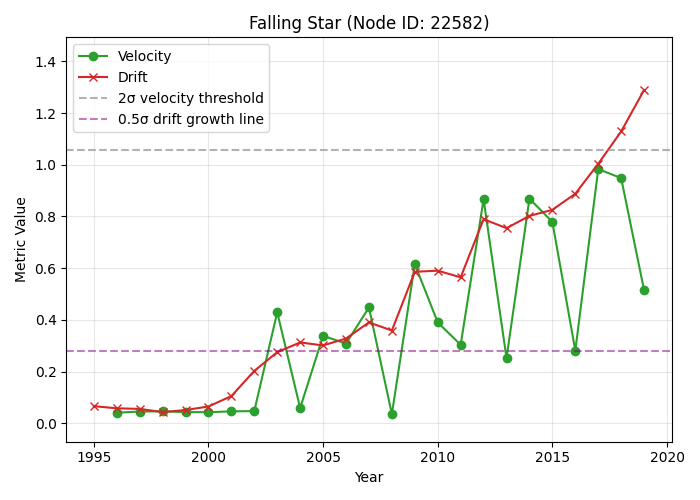 Falling Star (Node ID: 22582)
Velocity
Drift
2σ velocity threshold
0.5σ drift growth line
Metric Value
1.4
1.2
1.0
0.8
0.6
0.4
0.2
0.0
1995 2000 2005 2010 2015 2020
Year